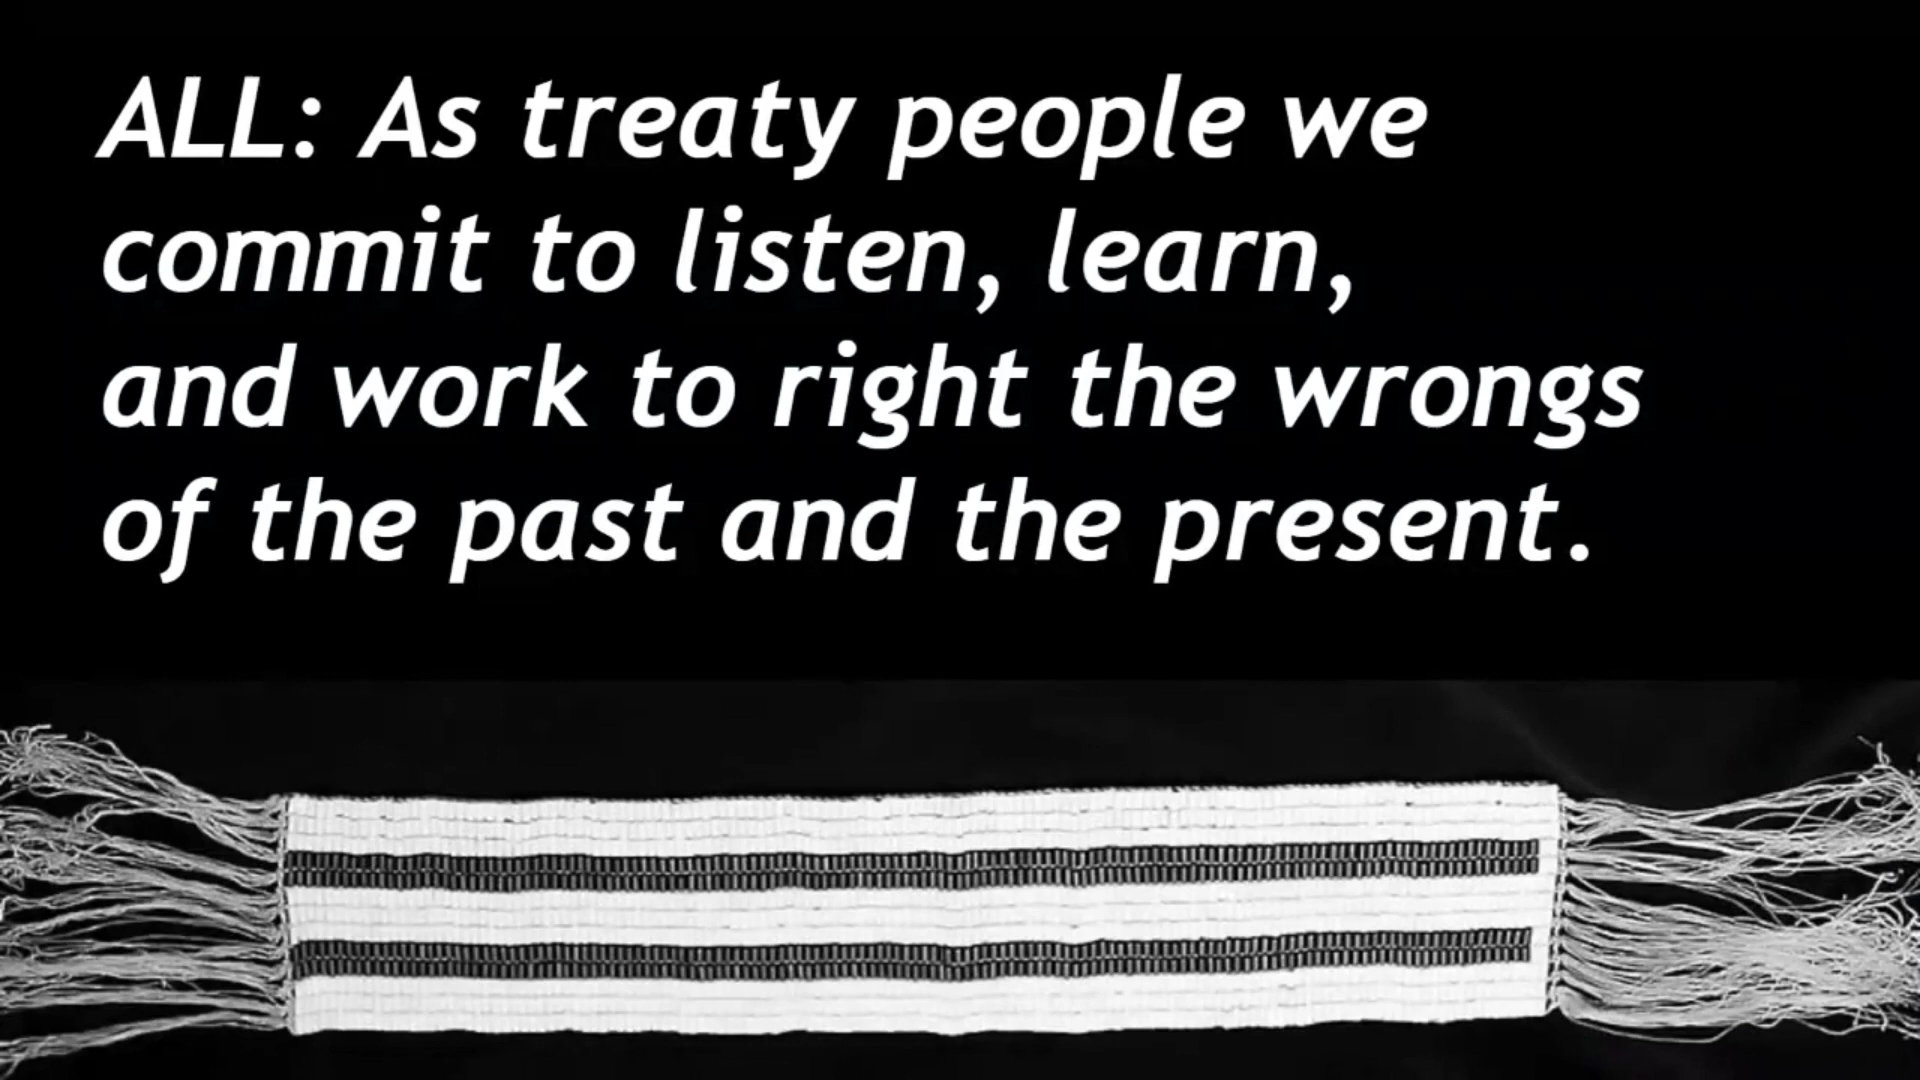 ALL: As treaty people we
commit to listen, learn,
and work to right the wrongs
of the past and the present.